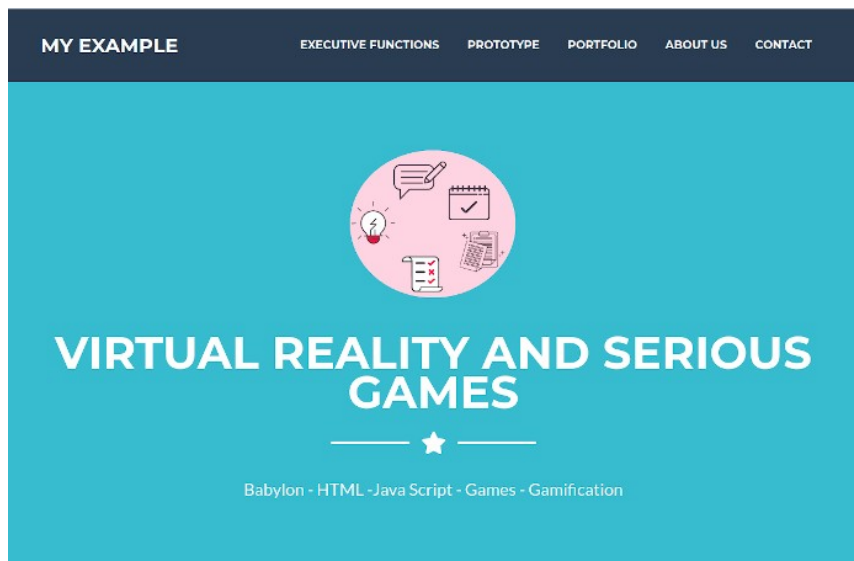 MY EXAMPLE
EXECUTIVE FUNCTIONS PROTOTYPE PORTFOLIO ABOUT US CONTACT
VIRTUAL REALITY AND SERIOUS
GAMES
Babylon - HTML -Java Script - Games - Gamification